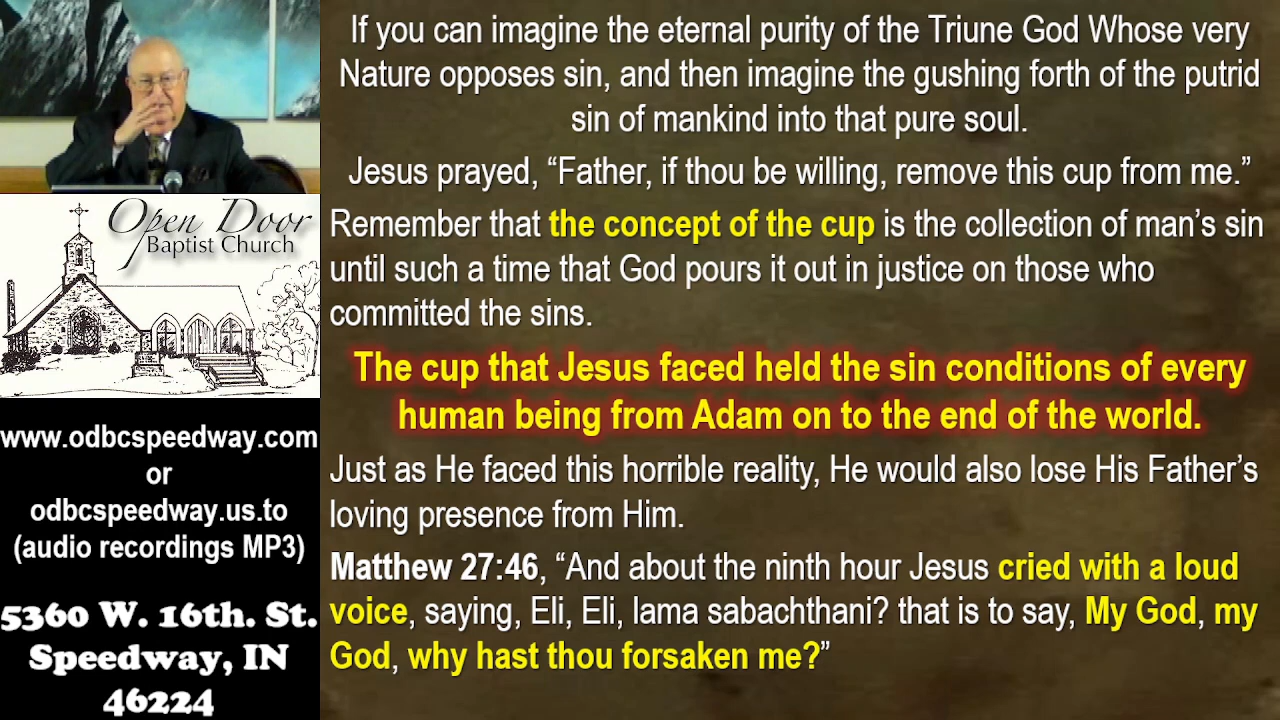 If you can imagine the eternal purity of the Triune God Whose very
Nature opposes sin, and then imagine the gushing forth of the putrid
sin of mankind into that pure soul.
Jesus prayed, “Father, if thou be willing, remove this cup from me.”
Remember that the concept of the cup is the collection of man’s sin
until such a time that God pours it out in justice on those who
committed the sins.
The cup that Jesus faced held the sin conditions of every
human being from Adam on to the end of the world.
Just as He faced this horrible reality, He would also lose His Father’s
loving presence from Him.
Matthew 27:46, “And about the ninth hour Jesus cried with a loud
voice, saying, Eli, Eli, lama sabachthani? that is to say, My God, my
God, why hast thou forsaken me?”
Open Door
Baptist Church
www.odbcspeedway.com
or
odbcspeedway.us.to
(audio recordings MP3)
5360 W. 16th. St.
Speedway, IN
46224